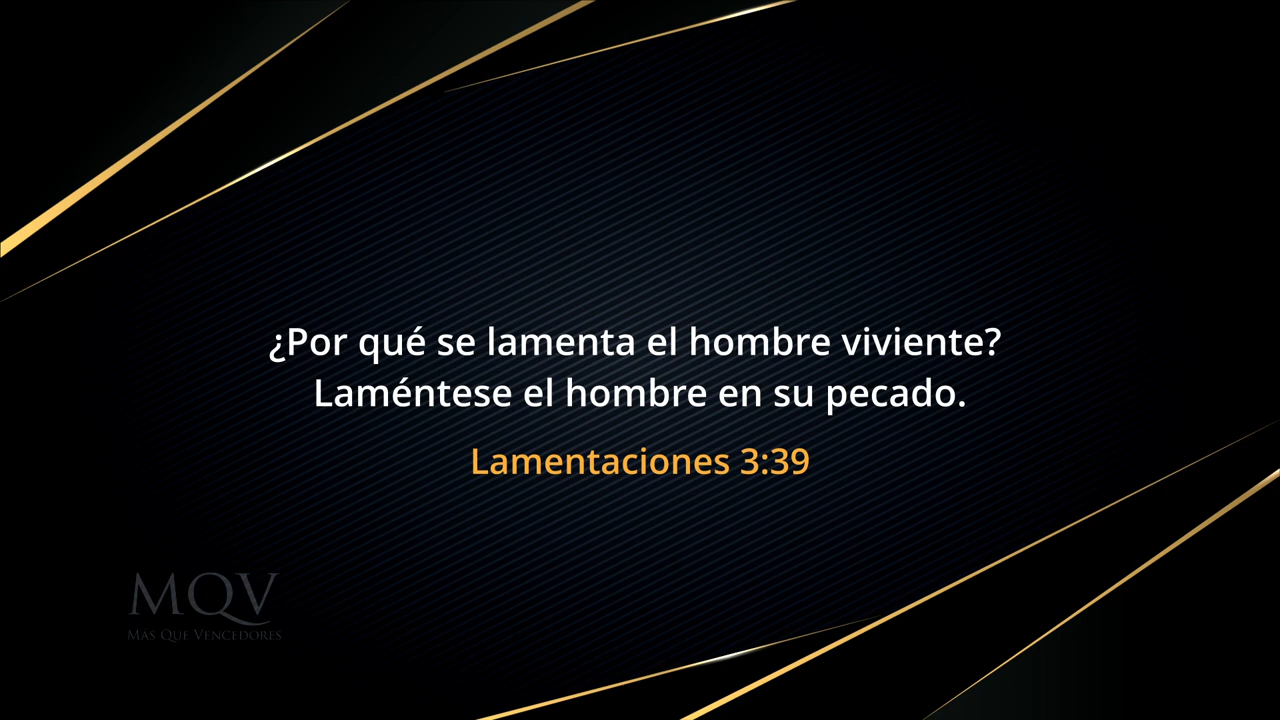 ¿Por qué se lamenta el hombre viviente?
Laméntese el hombre en su pecado.
Lamentaciones 3:39
MQV
MAS QUE VENCEDORES